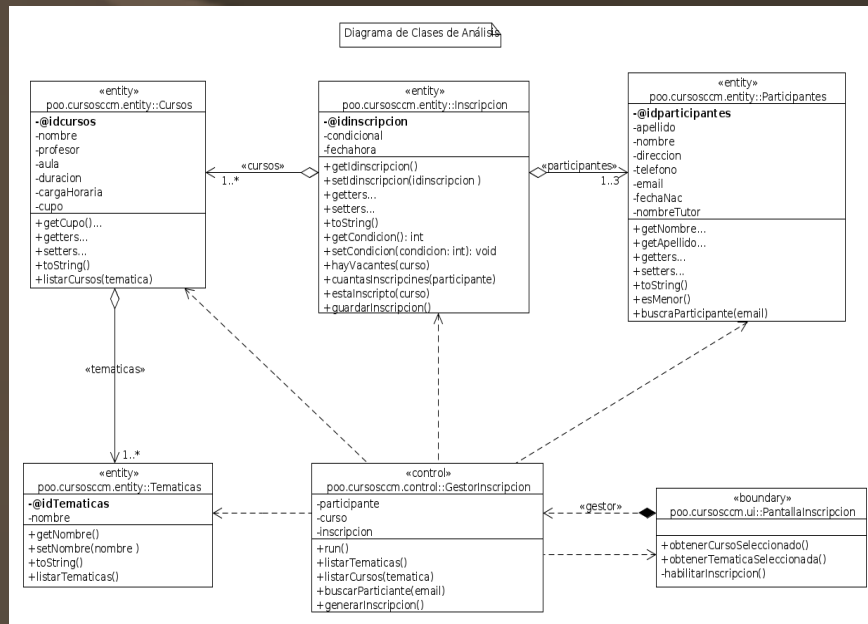 Diagrama de Clases de Análisis
«entity»
poo.cursosccm.entity::Cursos
-@idcursos
-nombre
-profesor
-aula
-duracion
-cargaHoraria
-cupo
+getCupo()...
+getters...
+setters...
+toString()
+listarCursos(tematica)
«cursos»
1..*
«entity»
poo.cursosccm.entity::Inscripcion
-@idinscripcion
-condicional
-fechahora
+getIdinscripcion()
+setIdinscripcion(idinscripcion )
+getters...
+setters...
+toString()
+getCondicion(): int
+setCondicion(condicion: int): void
+hayVacantes(curso)
+cuantasInscripcines(participante)
+estaInscripto(curso)
+guardarInscripcion()
«participantes»
1..3
«entity»
poo.cursosccm.entity::Participantes
-@idparticipantes
-apellido
-nombre
-direccion
-telefono
-email
-fechaNac
-nombreTutor
+getNombre...
+getApellido...
+getters...
+setters...
+toString()
+esMenor()
+buscraParticipante(email)
«tematicas»
1..*
«entity»
poo.cursosccm.entity::Tematicas
-@idTematicas
-nombre
+getNombre()
+setNombre(nombre )
+toString()
+listarTematicas()
«control»
poo.cursosccm.control::GestorInscripcion
-participante
-curso
-inscripcion
+run()
+listarTematicas()
+listarCursos(tematica)
+buscarParticiante(email)
+generarInscripcion()
«gestor»
«boundary»
poo.cursosccm.ui::PantallaInscripcion
+obtenerCursoSeleccionado()
+obtenerTematicaSeleccionada()
-habilitarInscripcion()